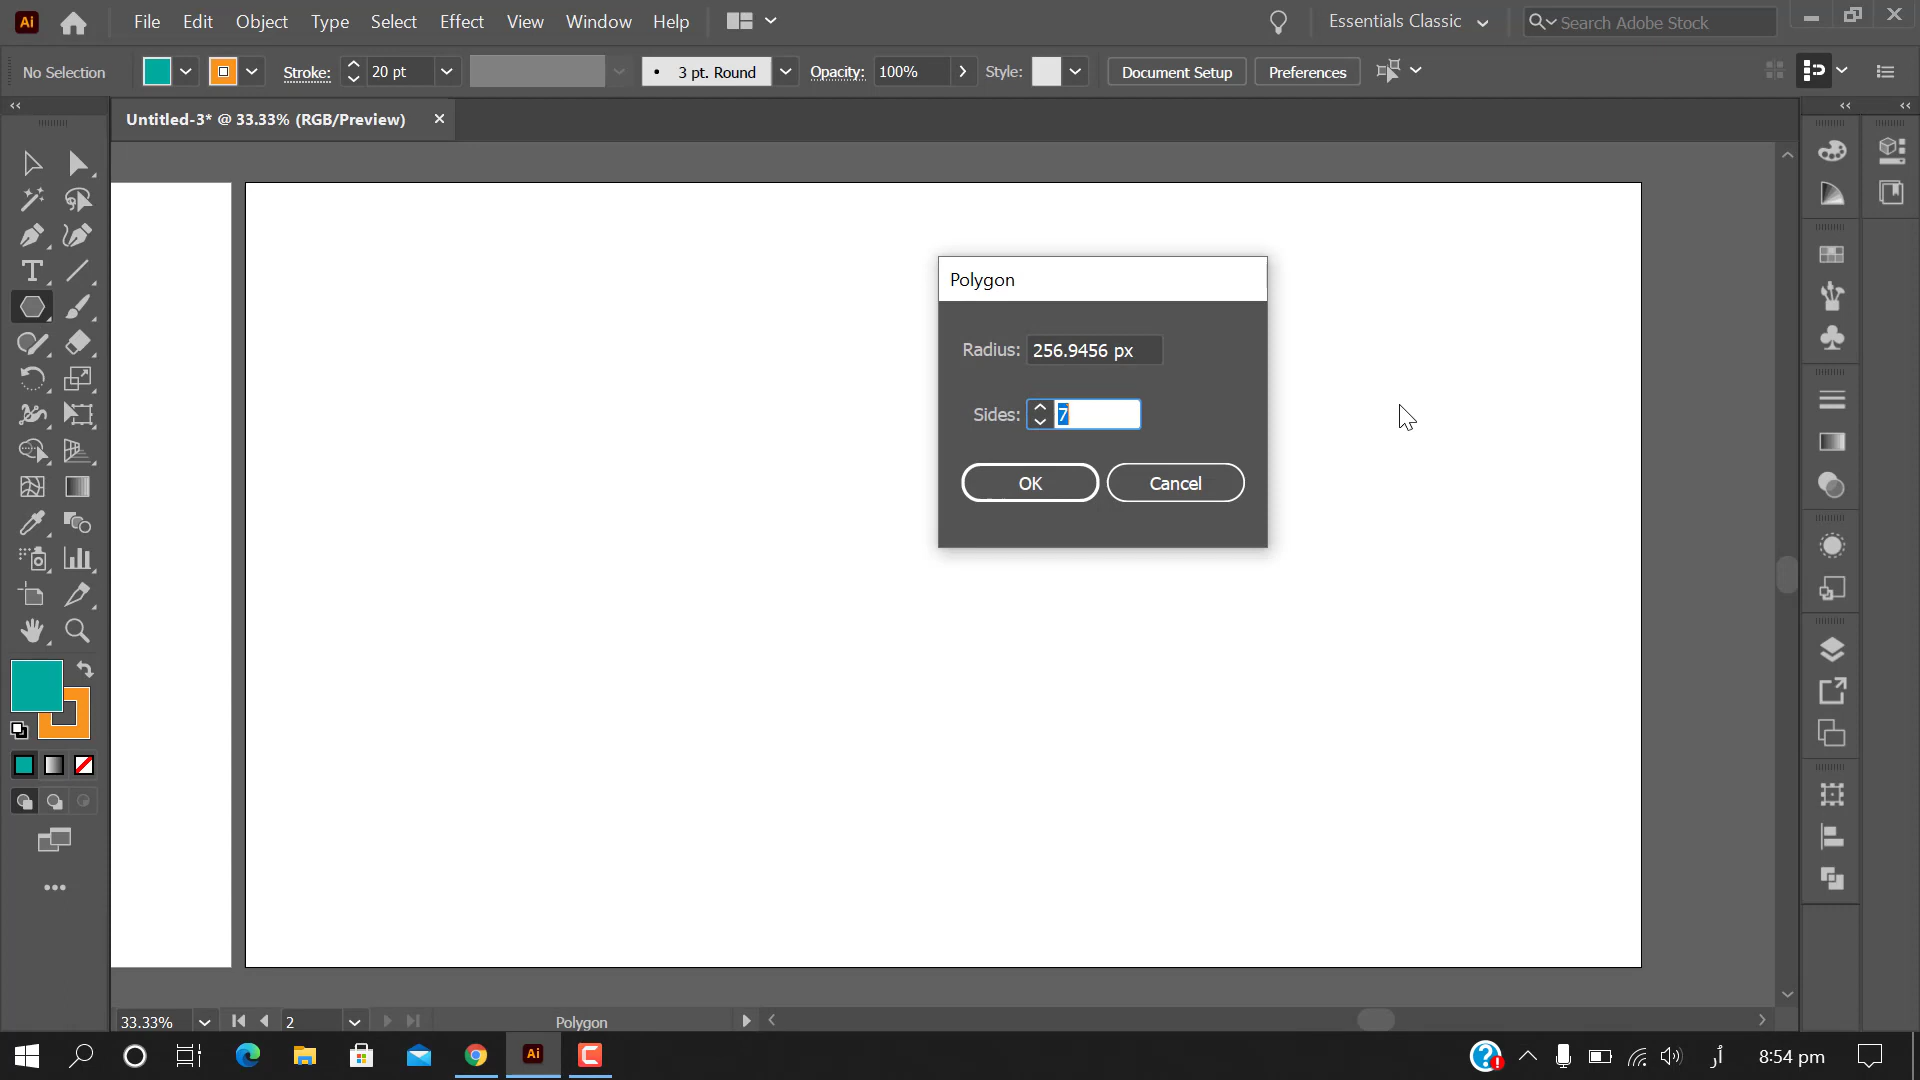 Ai File Edit Object Type Select Effect View Window Help Essentials Classic Search Adobe Stock
No Selection Stroke: 20 pt 3 pt. Round Opacity: 100% Style: Document Setup Preferences
Untitled-3* @ 33.33% (RGB/Preview)
Polygon
Radius: 256.9456 px
Sides: 7
OK Cancel
33.33% 2 Polygon
Ai أر 8:54 pm